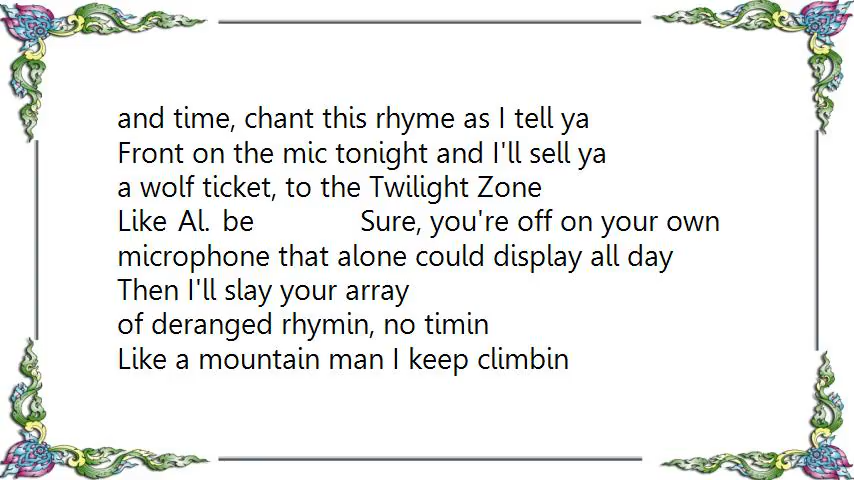 and time, chant this rhyme as I tell ya
Front on the mic tonight and I'll sell ya
a wolf ticket, to the Twilight Zone
Like Al. be Sure, you're off on your own
microphone that alone could display all day
Then I'll slay your array
of deranged rhymin, no timin
Like a mountain man I keep climbin